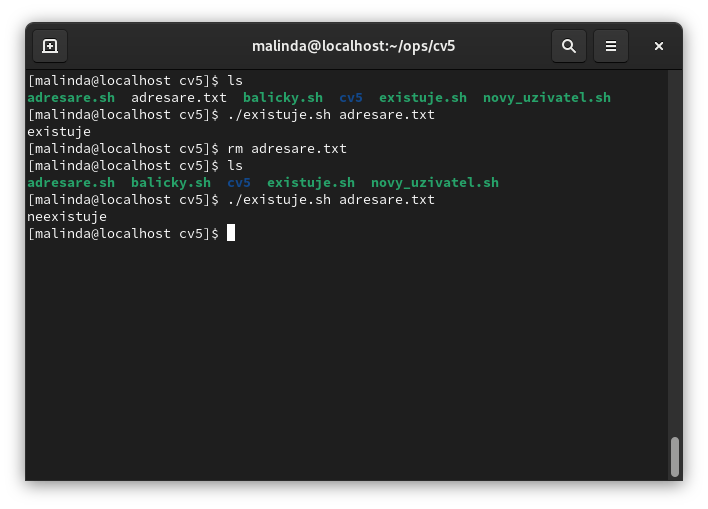 malinda@localhost:~/ops/cv5
[malinda@localhost cv5]$ ls
adresare.sh  adresare.txt  balicky.sh  cv5  existuje.sh  novy_uzivatel.sh
[malinda@localhost cv5]$ ./existuje.sh adresare.txt
existuje
[malinda@localhost cv5]$ rm adresare.txt
[malinda@localhost cv5]$ ls
adresare.sh  balicky.sh  cv5  existuje.sh  novy_uzivatel.sh
[malinda@localhost cv5]$ ./existuje.sh adresare.txt
neexistuje
[malinda@localhost cv5]$